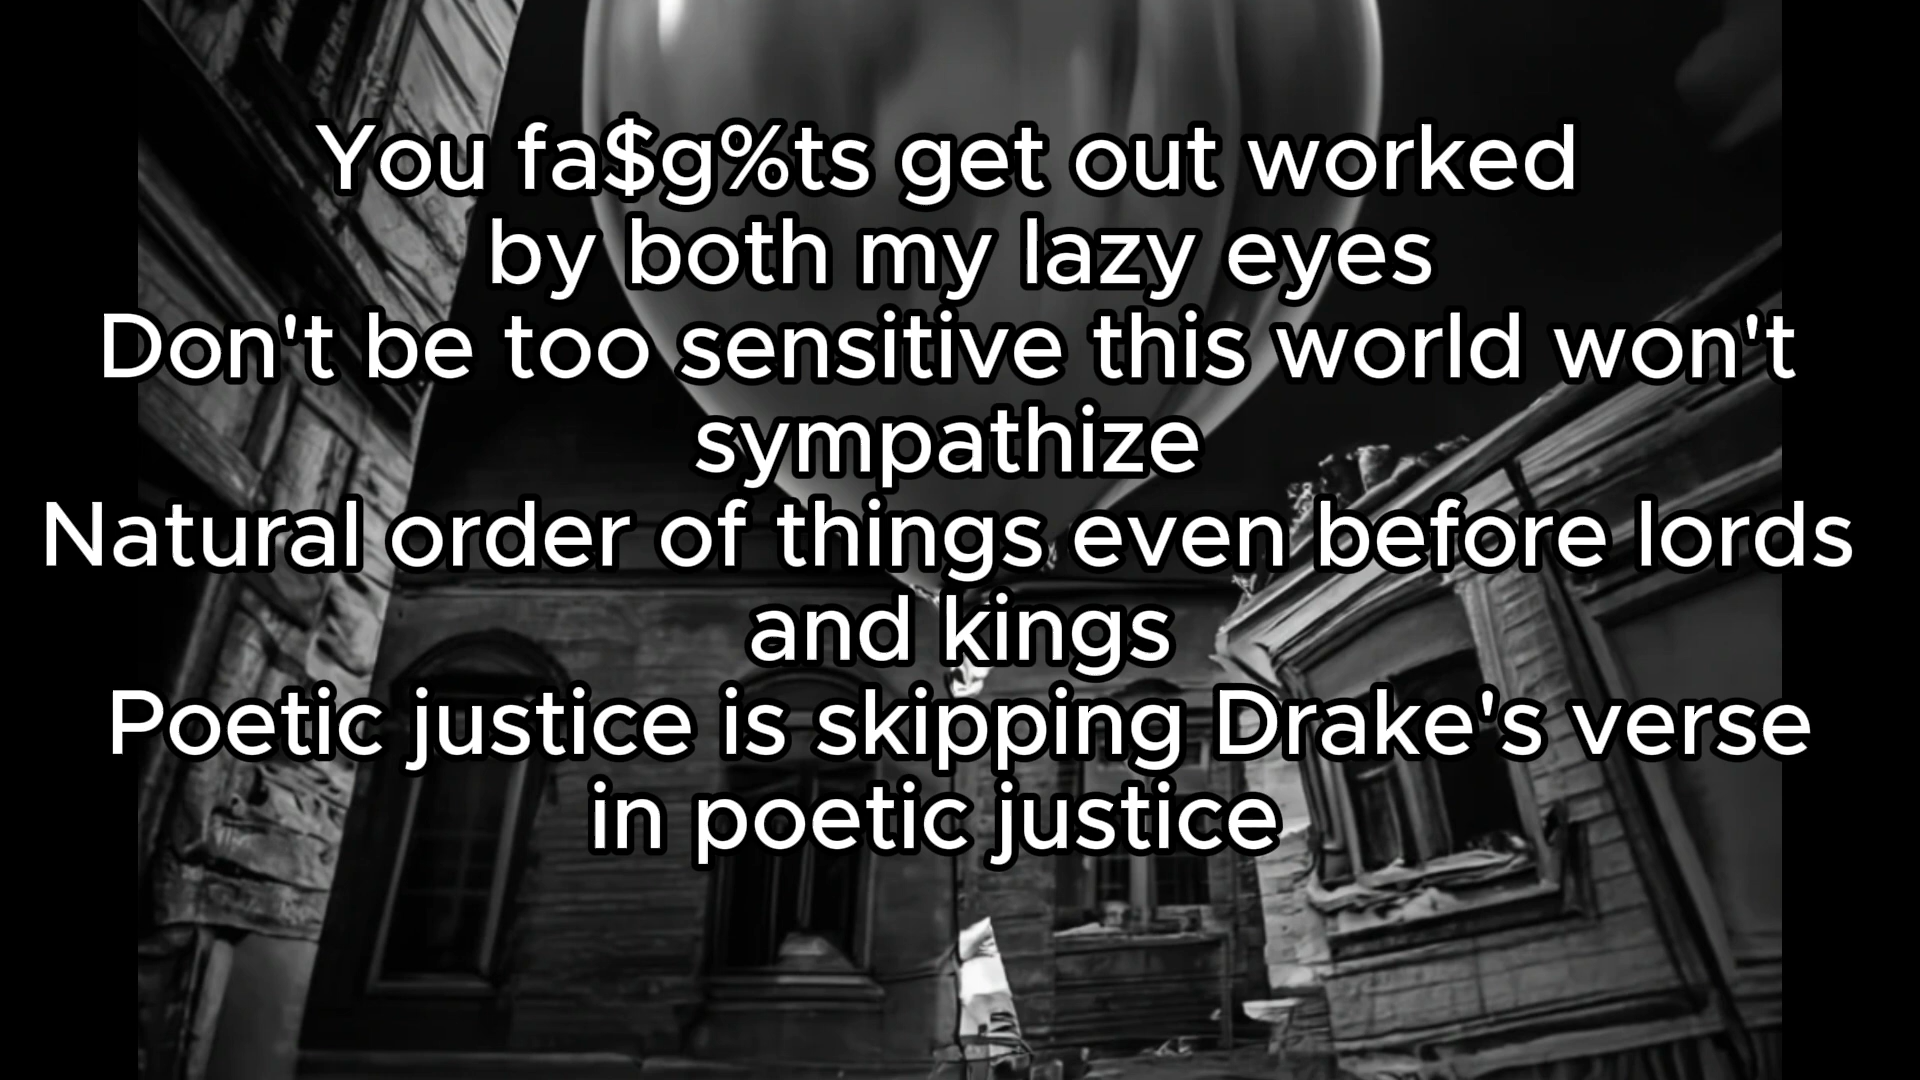 You fa$g%ts get out worked
by both my lazy eyes
Don't be too sensitive this world won't
sympathize
Natural order of things even before lords
and kings
Poetic justice is skipping Drake's verse
in poetic justice